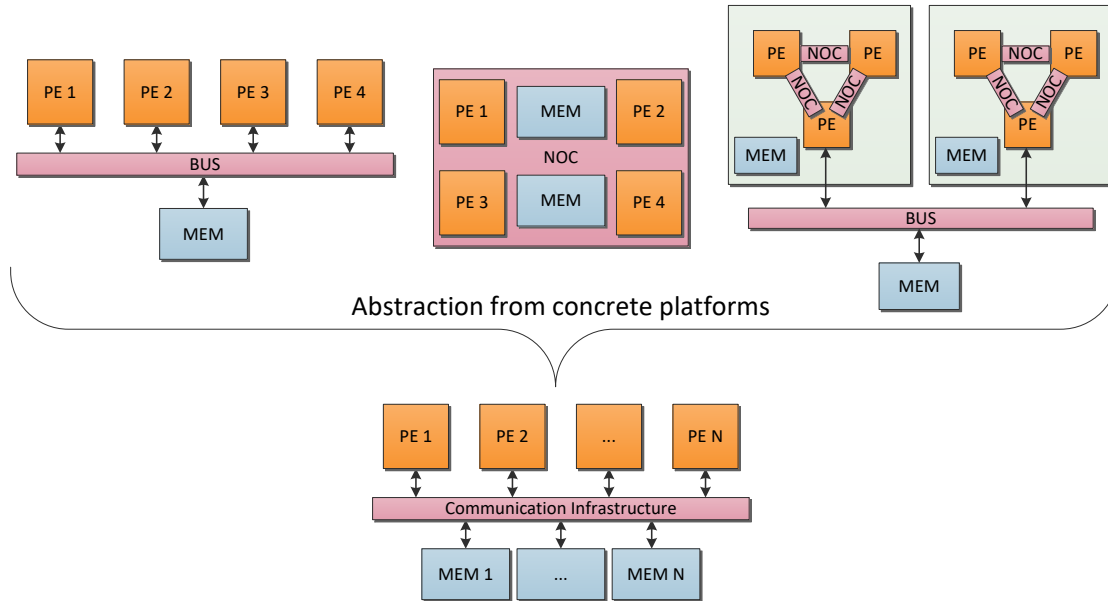 PE 1
PE 2
PE 3
PE 4
BUS
MEM
PE 1
MEM
PE 2
NOC
PE 3
MEM
PE 4
PE
NOC
PE
NOC
NOC
PE
MEM
PE
NOC
PE
NOC
NOC
PE
MEM
BUS
MEM
Abstraction from concrete platforms
PE 1
PE 2
...
PE N
Communication Infrastructure
MEM 1
...
MEM N